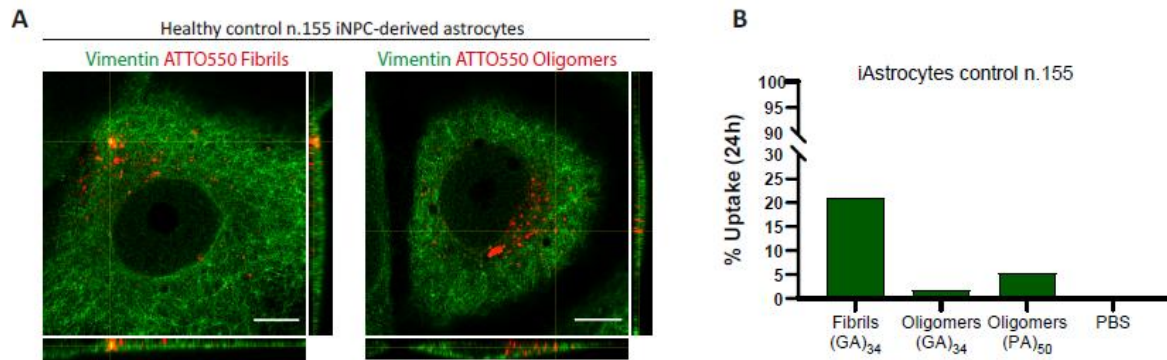 A
Healthy control n.155 iNPC-derived astrocytes
Vimentin ATTO550 Fibrils
Vimentin ATTO550 Oligomers
B
iAstrocytes control n.155
% Uptake (24h)
100
95
90
30
25
20
15
10
5
0
Fibrils
(GA)34
Oligomers
(GA)34
Oligomers
(PA)50
PBS